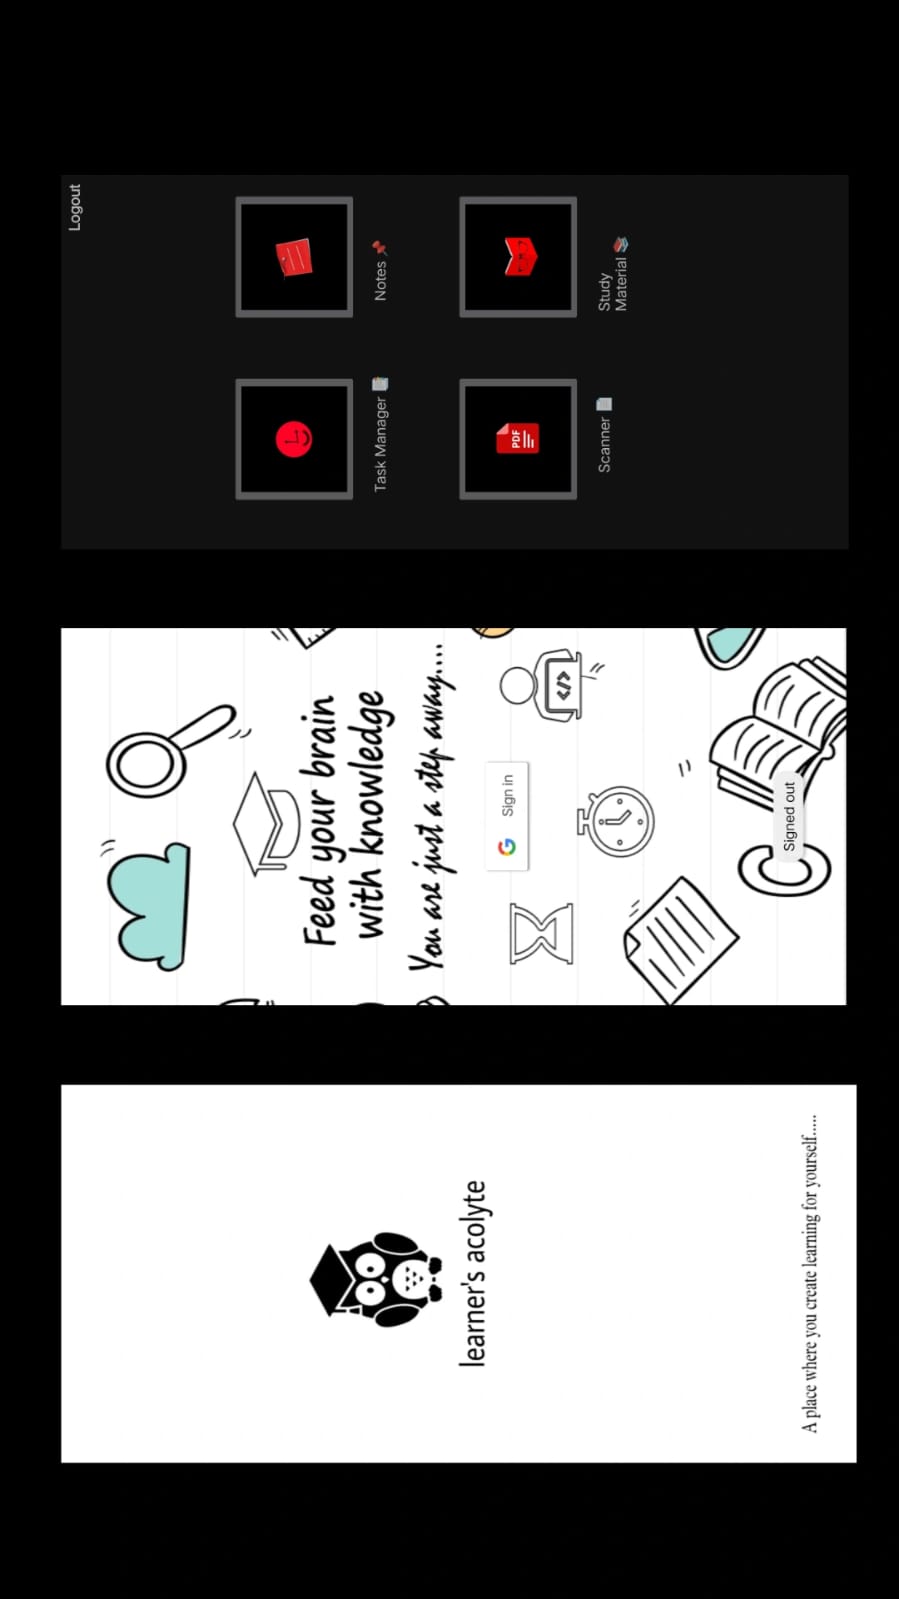 learner's acolyte
A place where you create learning for yourself.....
Feed your brain
with knowledge
You are just a step away....
G Sign in
</>
C
Signed out
Logout
Task Manager 📑
Notes 📌
PDF
Scanner 📄
Study
Material 📚